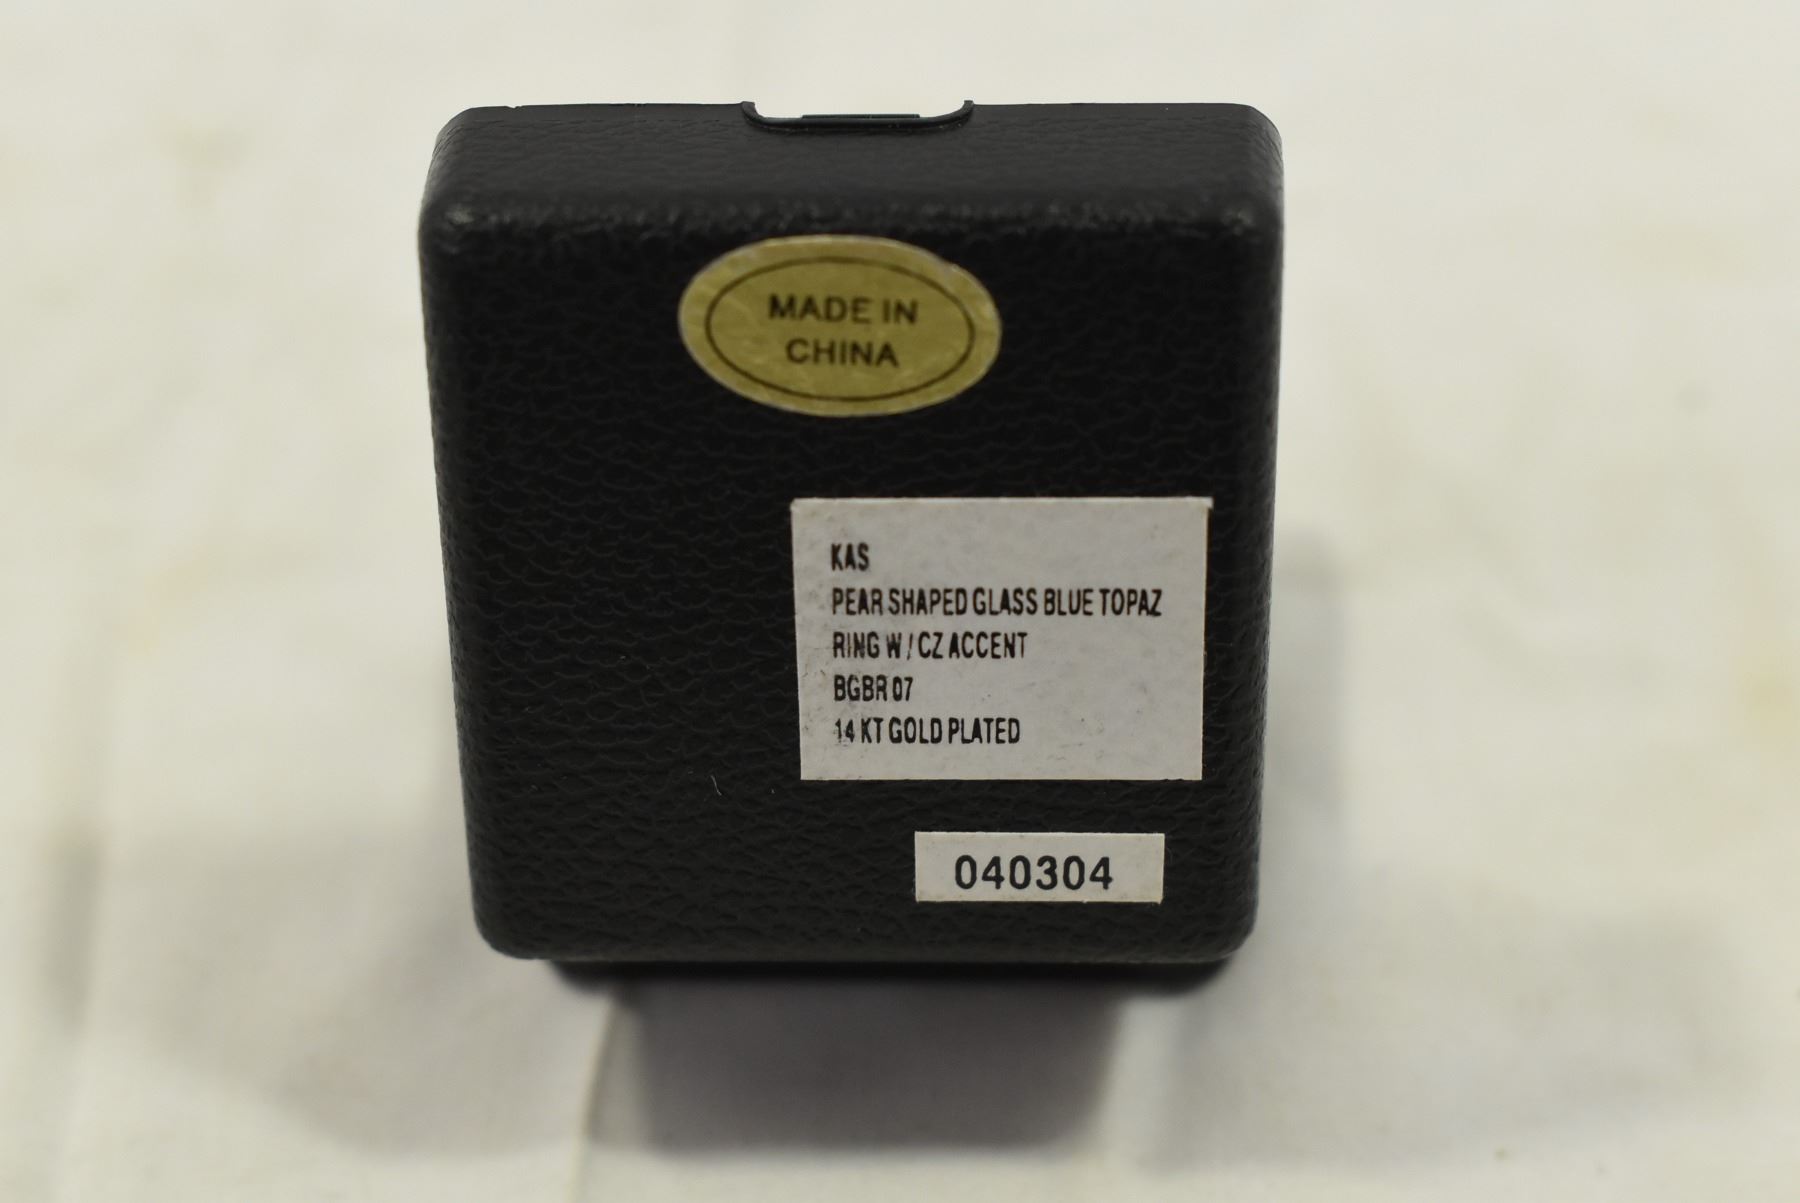 MADE IN
CHINA
KAS
PEAR SHAPED GLASS BLUE TOPAZ
RING W / CZ ACCENT
BGBR 07
14 KT GOLD PLATED
040304